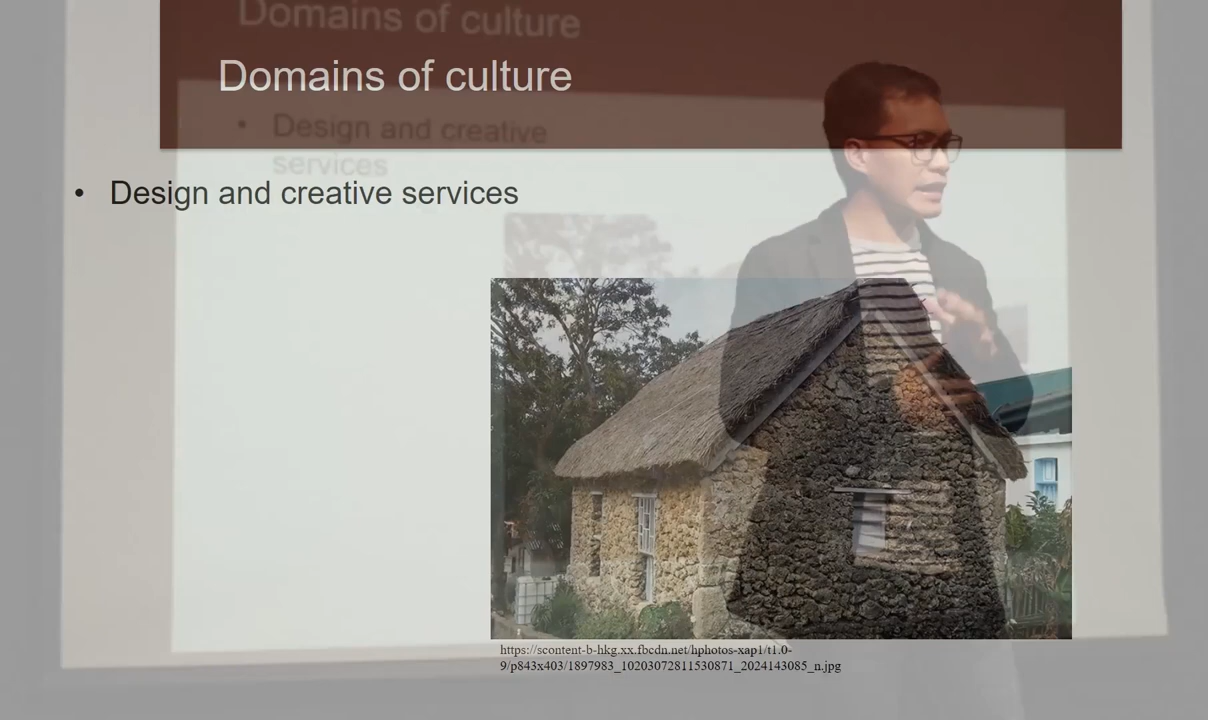 Domains of culture
Domains of culture
• Design and creative
services
• Design and creative services
https://scontent-b-hkg.xx.fbcdn.net/hphotos-xap1/t1.0-
9/p843x403/1897983_10203072811530871_2024143085_n.jpg